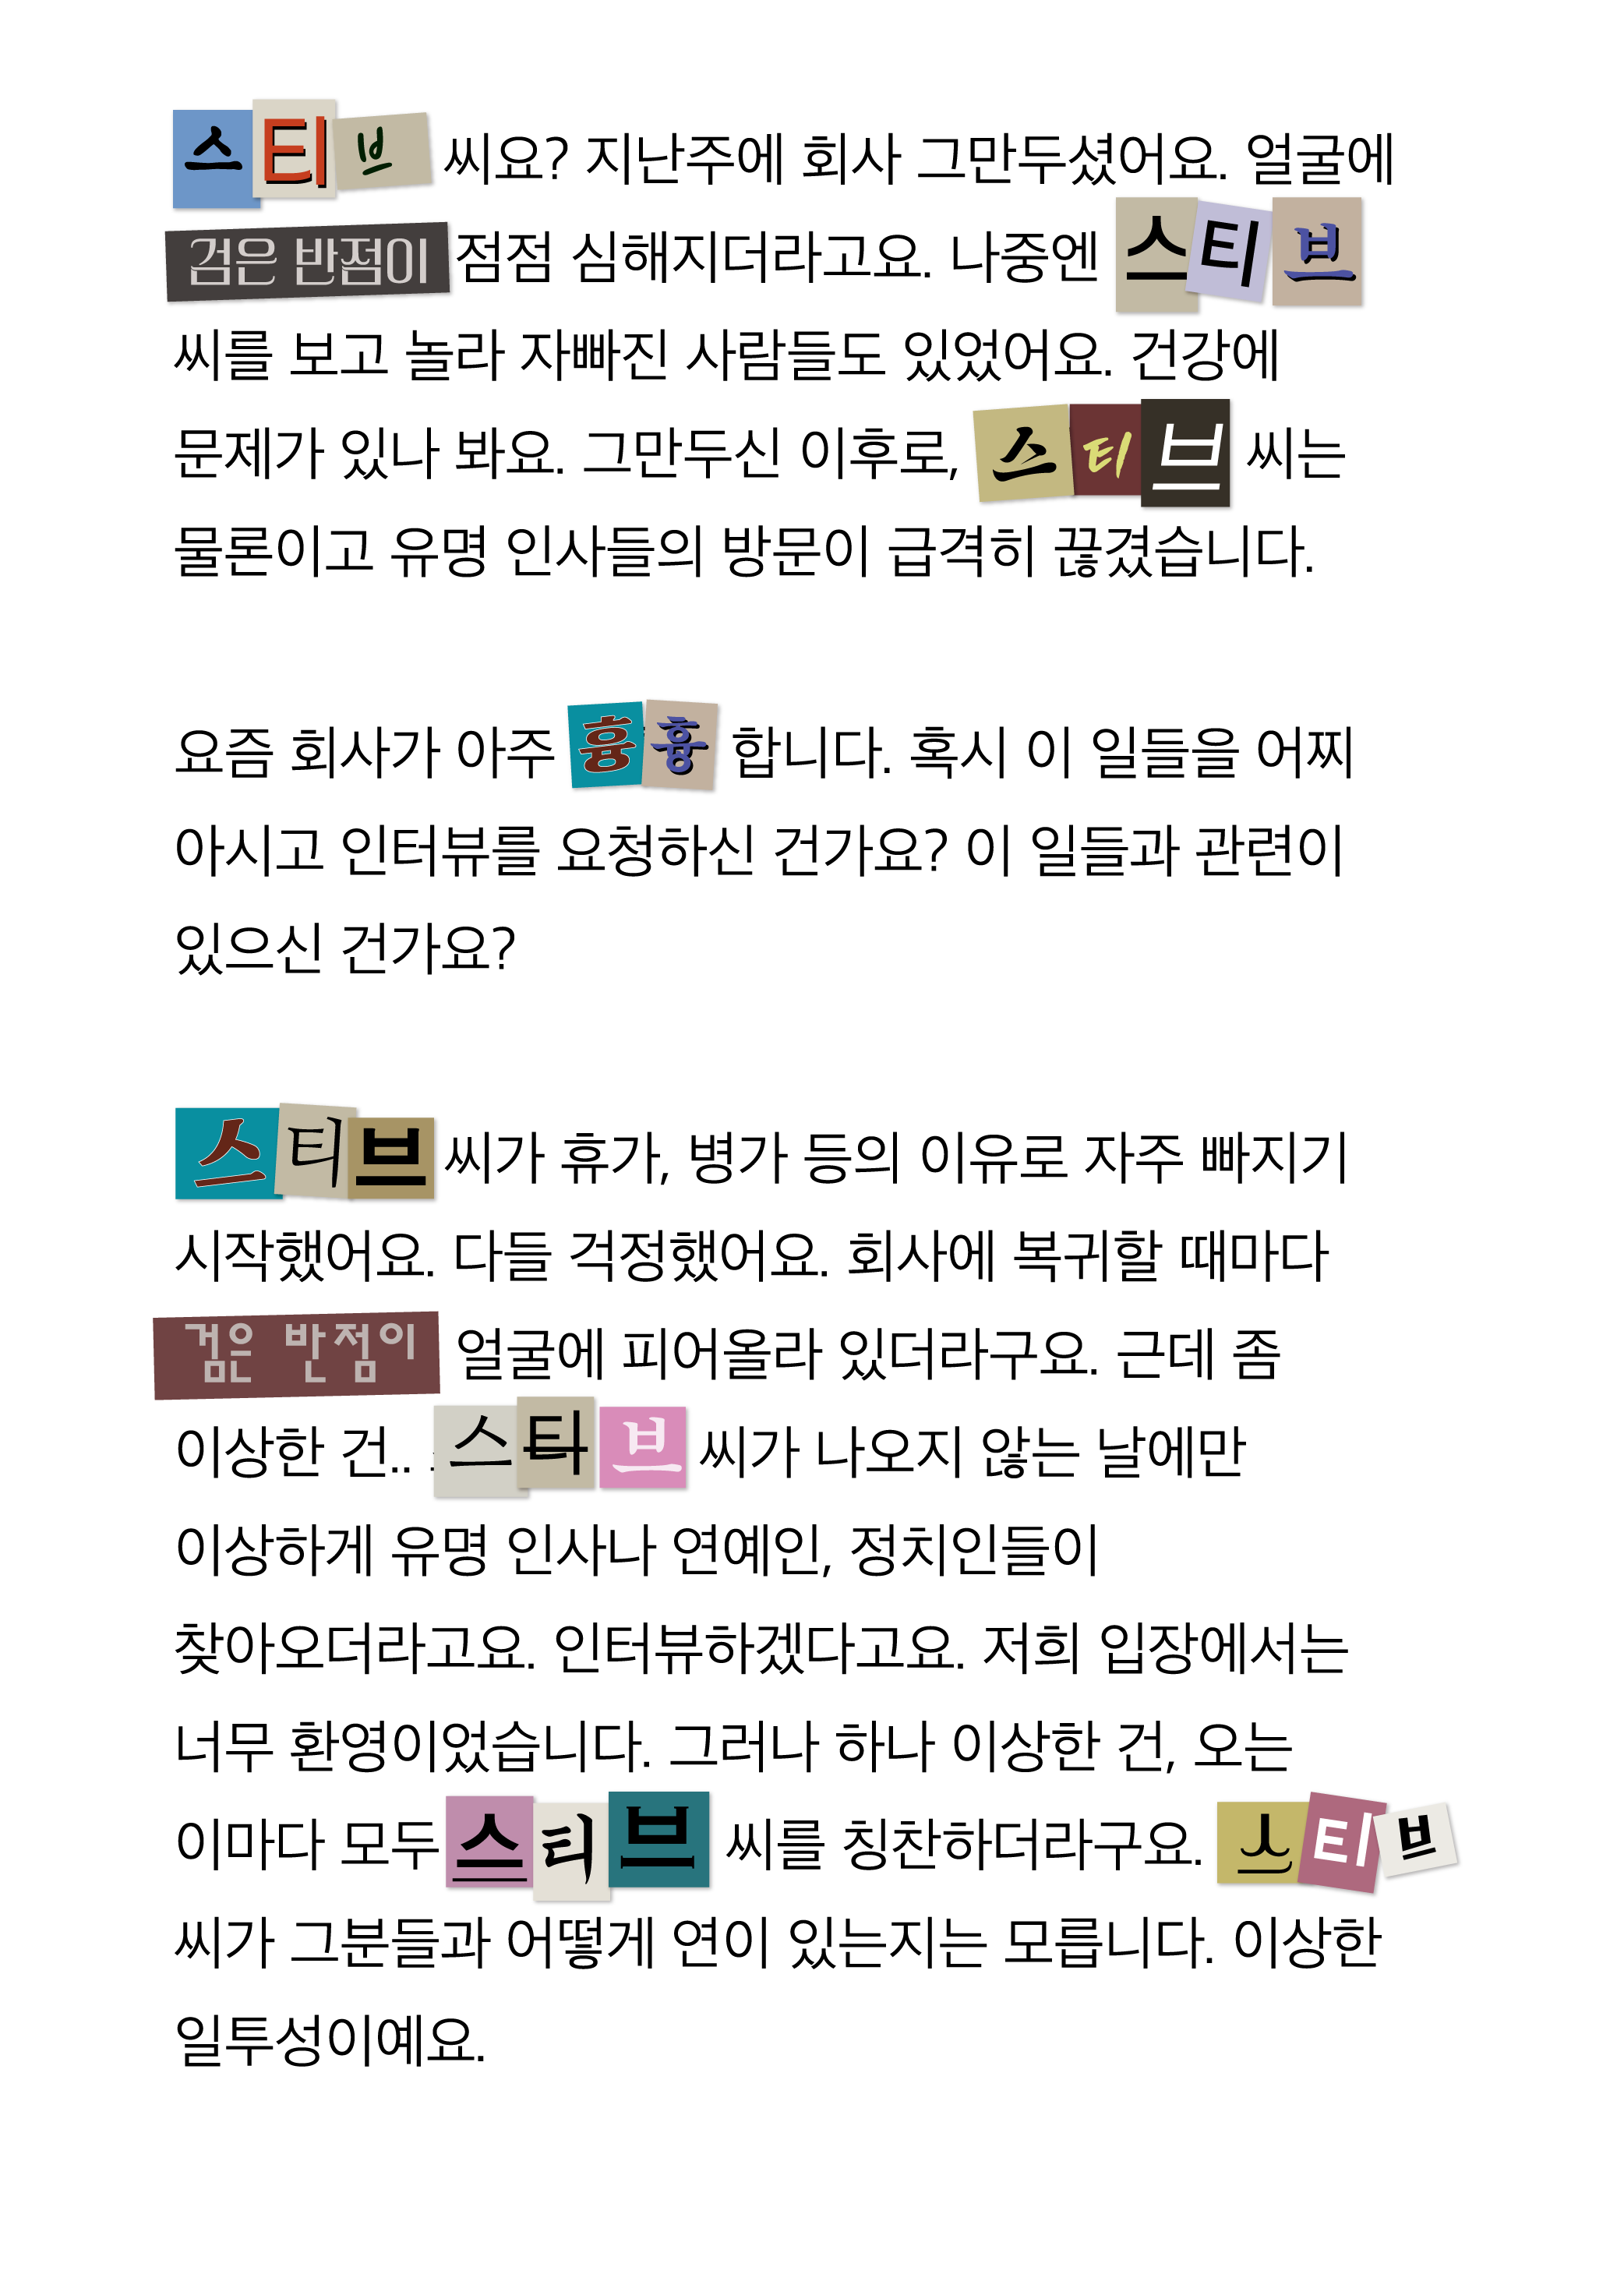 스티브 씨요? 지난주에 회사 그만두셨어요. 얼굴에
검은 반점이 점점 심해지더라고요. 나중엔 스티브
씨를 보고 놀라 자빠진 사람들도 있었어요. 건강에
문제가 있나 봐요. 그만두신 이후로, 스티브 씨는
물론이고 유명 인사들의 방문이 급격히 끊겼습니다.
요즘 회사가 아주 흉흉 합니다. 혹시 이 일들을 어찌
아시고 인터뷰를 요청하신 건가요? 이 일들과 관련이
있으신 건가요?
스티브 씨가 휴가, 병가 등의 이유로 자주 빠지기
시작했어요. 다들 걱정했어요. 회사에 복귀할 때마다
검은 반점이 얼굴에 피어올라 있더라구요. 근데 좀
이상한 건.. 스티브 씨가 나오지 않는 날에만
이상하게 유명 인사나 연예인, 정치인들이
찾아오더라고요. 인터뷰하겠다고요. 저희 입장에서는
너무 환영이었습니다. 그러나 하나 이상한 건, 오는
이마다 모두 스티브 씨를 칭찬하더라구요. 스티브
씨가 그분들과 어떻게 연이 있는지는 모릅니다. 이상한
일투성이예요.